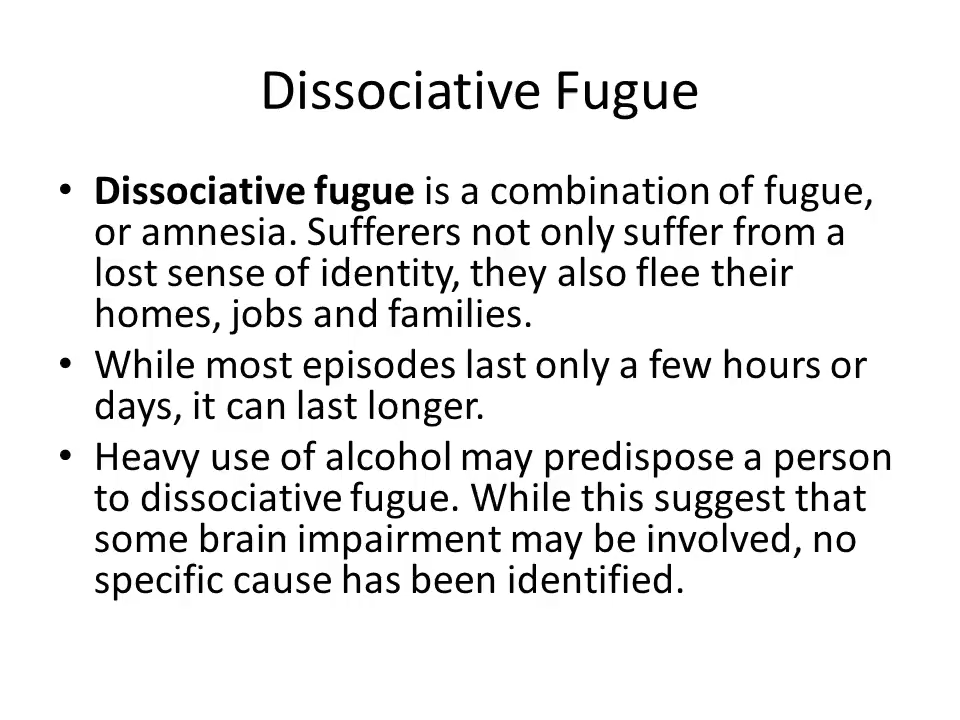 Dissociative Fugue
• Dissociative fugue is a combination of fugue,
or amnesia. Sufferers not only suffer from a
lost sense of identity, they also flee their
homes, jobs and families.
• While most episodes last only a few hours or
days, it can last longer.
• Heavy use of alcohol may predispose a person
to dissociative fugue. While this suggest that
some brain impairment may be involved, no
specific cause has been identified.